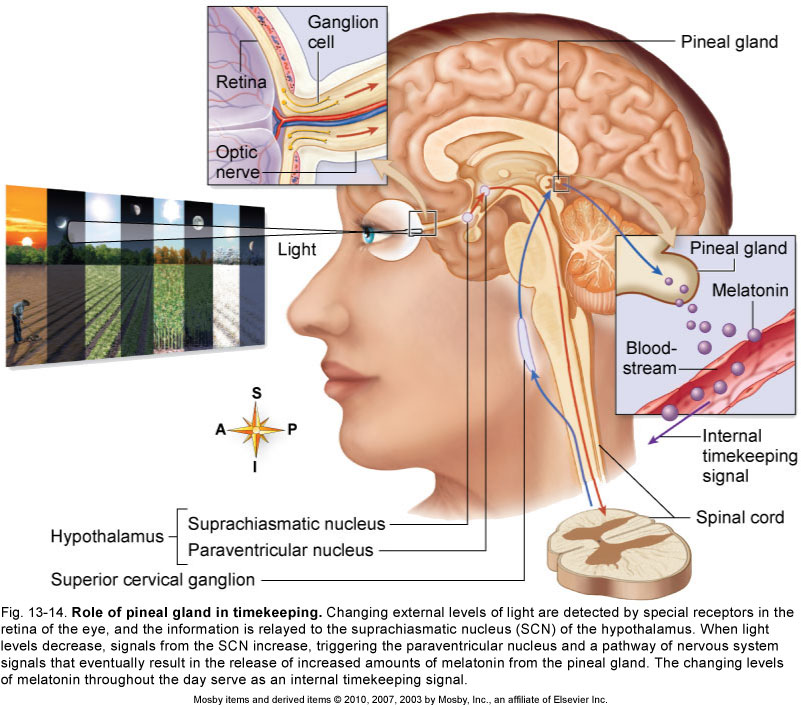 Ganglion
cell
Pineal gland
Retina
Optic
nerve
Light
Pineal gland
Melatonin
Blood-
stream
S
A
P
I
Internal
timekeeping
signal
Hypothalamus
Suprachiasmatic nucleus
Paraventricular nucleus
Spinal cord
Superior cervical ganglion
Fig. 13-14. Role of pineal gland in timekeeping. Changing external levels of light are detected by special receptors in the
retina of the eye, and the information is relayed to the suprachiasmatic nucleus (SCN) of the hypothalamus. When light
levels decrease, signals from the SCN increase, triggering the paraventricular nucleus and a pathway of nervous system
signals that eventually result in the release of increased amounts of melatonin from the pineal gland. The changing levels
of melatonin throughout the day serve as an internal timekeeping signal.
Mosby items and derived items © 2010, 2007, 2003 by Mosby, Inc., an affiliate of Elsevier Inc.